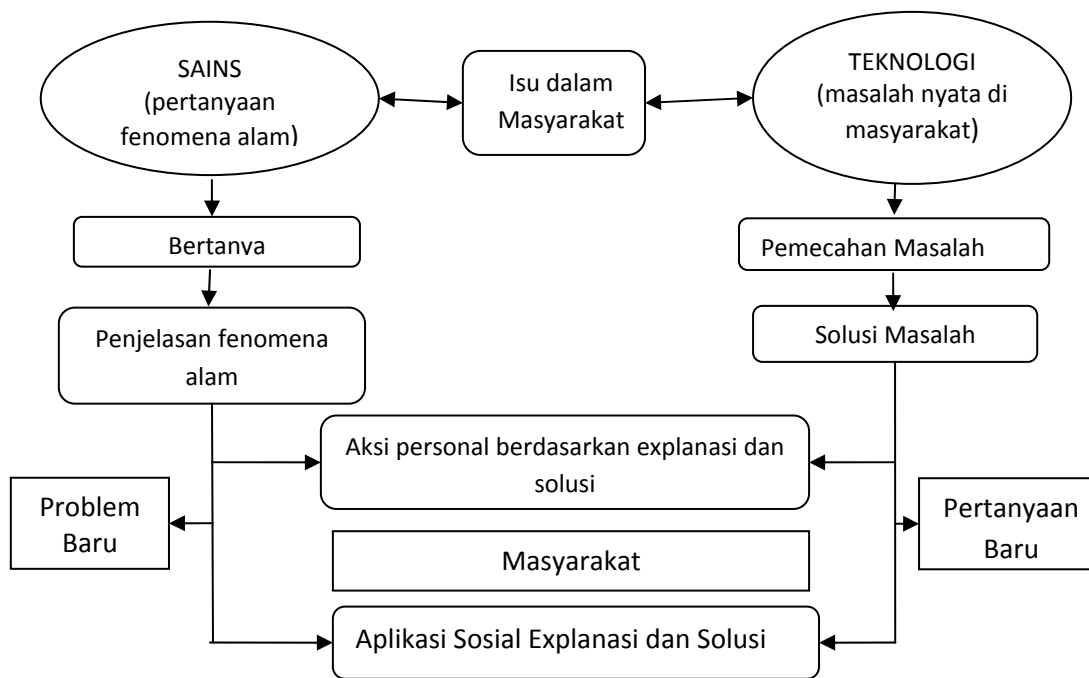 SAINS
(pertanyaan
fenomena alam)
Isu dalam
Masyarakat
TEKNOLOGI
(masalah nyata di
masyarakat)
Bertanya
Pemecahan Masalah
Penjelasan fenomena
alam
Solusi Masalah
Aksi personal berdasarkan explanasi dan
solusi
Problem
Baru
Pertanyaan
Baru
Masyarakat
Aplikasi Sosial Explanasi dan Solusi